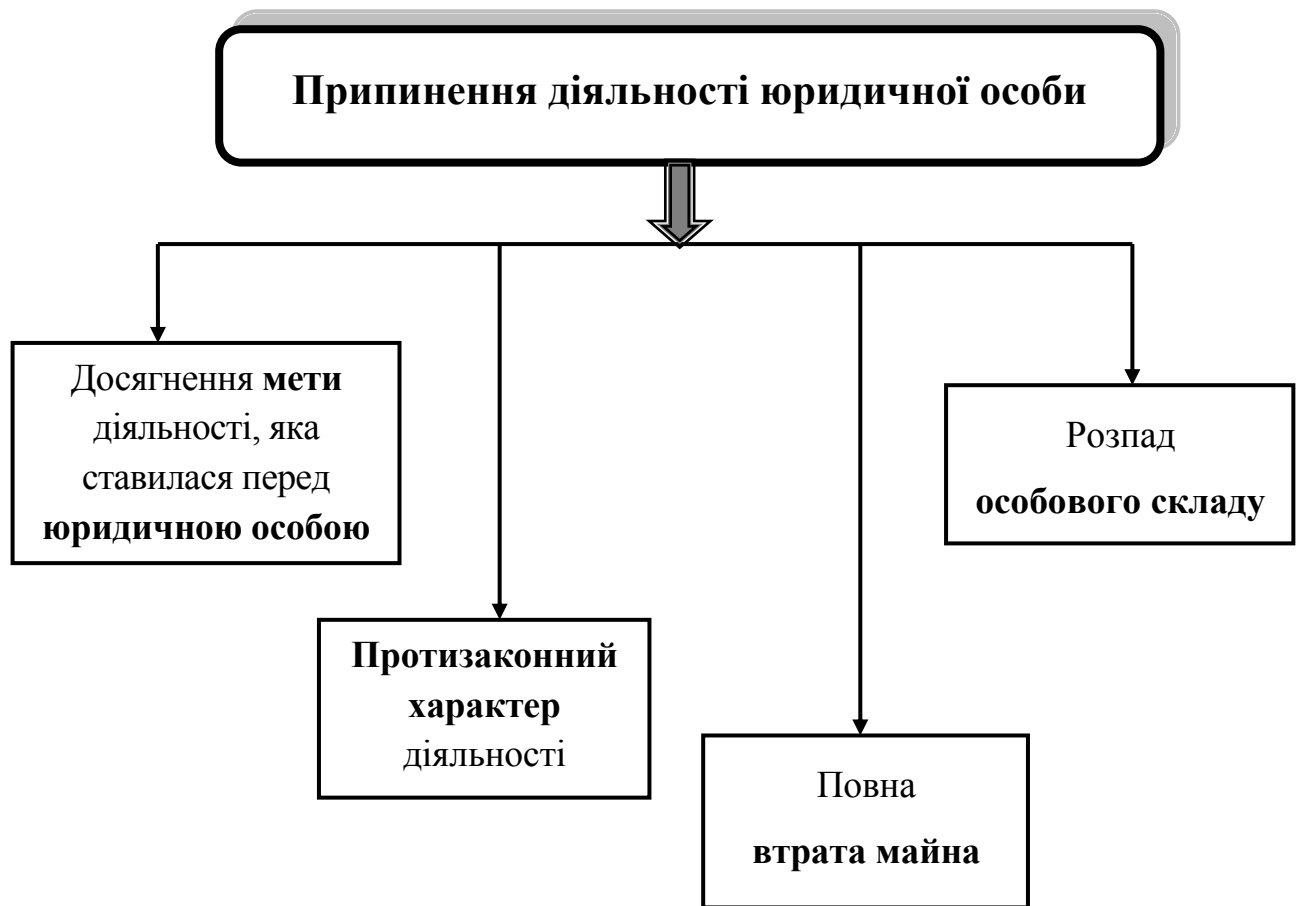 Припинення діяльності юридичної особи
Досягнення мети
діяльності, яка
ставилася перед
юридичною особою
Протизаконний
характер
діяльності
Повна
втрата майна
Розпад
особового складу